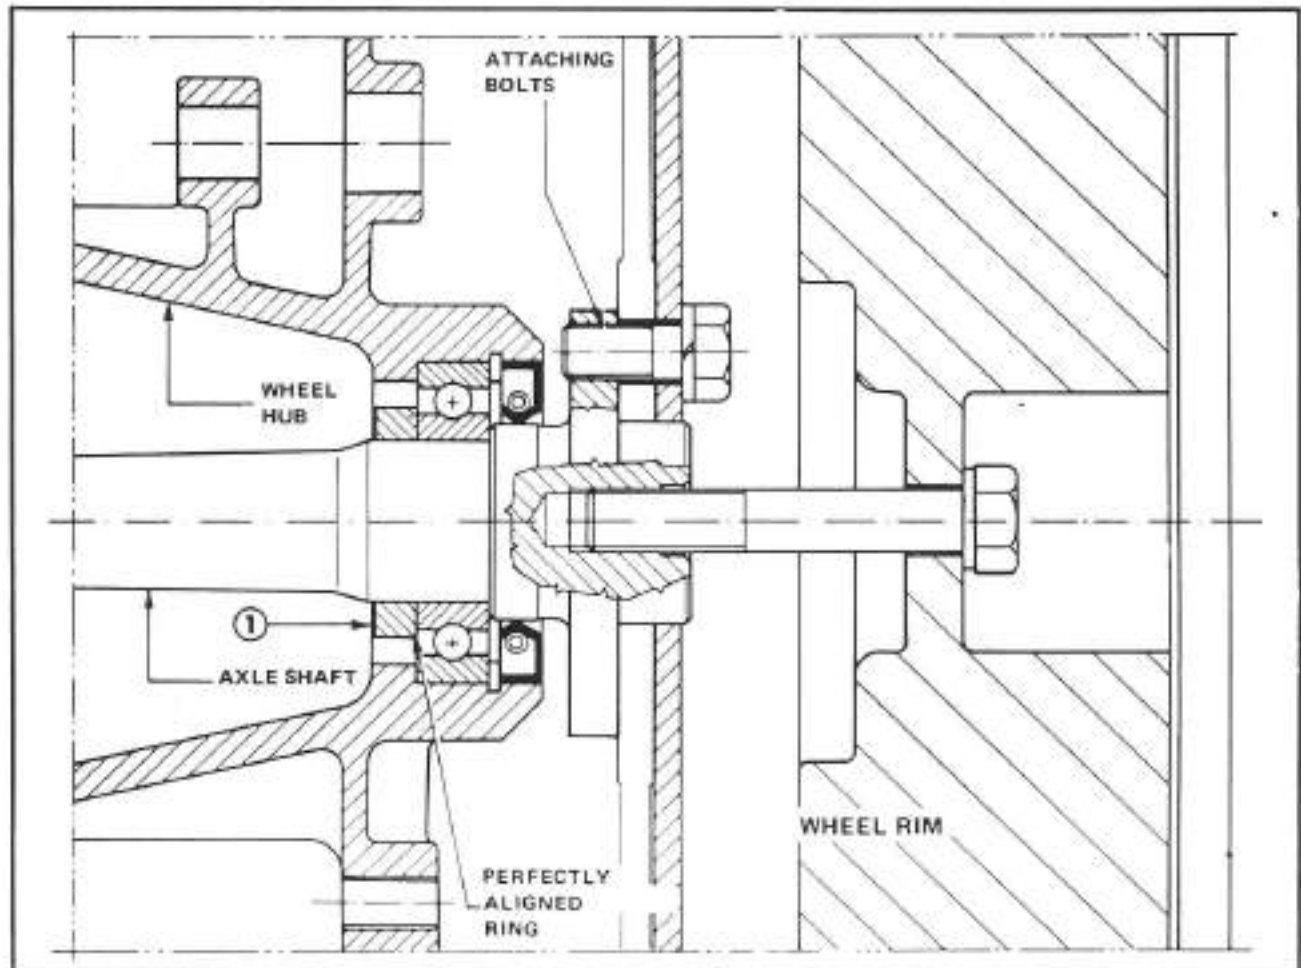 ATTACHING
BOLTS
WHEEL
HUB
1
AXLE SHAFT
WHEEL RIM
PERFECTLY
ALIGNED
RING